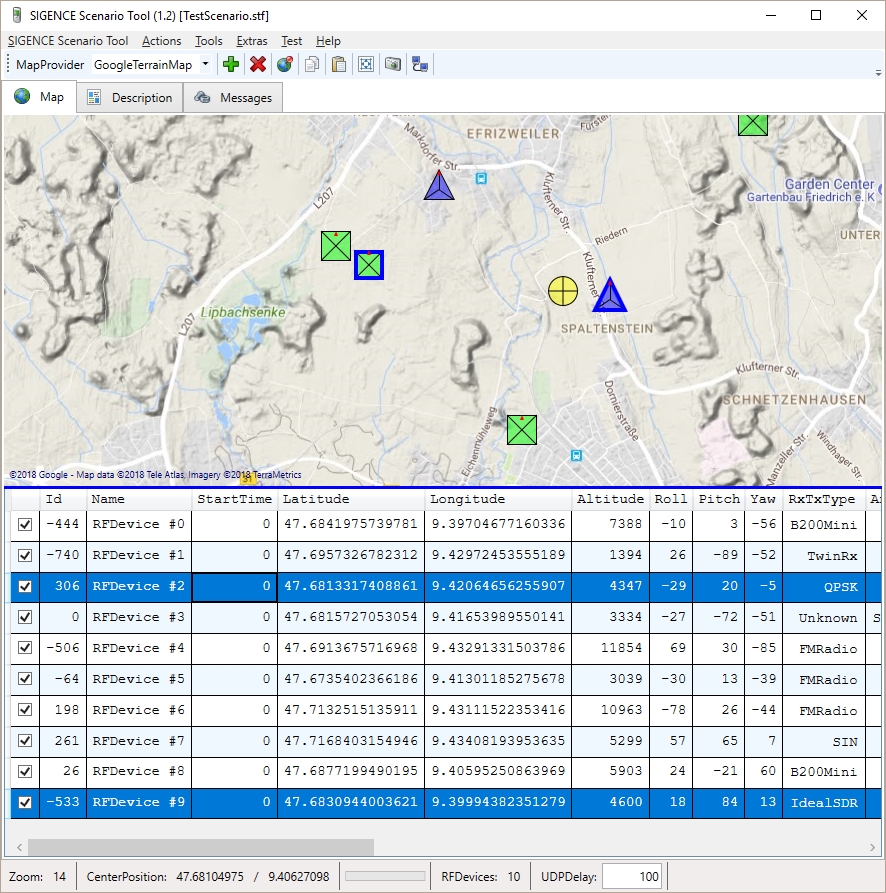 SIGENCE Scenario Tool (1.2) [TestScenario.stf]
SIGENCE Scenario Tool Actions Tools Extras Test Help
MapProvider GoogleTerrainMap
Map Description Messages
Markdorfer Str.
EFRIZWEILER
Fürster
L207
Klufterner Str.
Garden Center
Gartenbau Friedrich e. K
Riedern
UNTER
Klufterner
Lipbachsenke
L207
SPALTENSTEIN
Klufterner Str.
Dornierstraße
SCHNETZENHAUSEN
Eichenmühleweg
Manzeller Str.
Windhager Str.
31
©2018 Google - Map data ©2018 Tele Atlas, Imagery ©2018 TerraMetrics
Id Name StartTime Latitude Longitude Altitude Roll Pitch Yaw RxTxType
-444 RFDevice #0 0 47.6841975739781 9.39704677160336 7388 -10 3 -56 B200Mini
-740 RFDevice #1 0 47.6957326782312 9.42972453555189 1394 26 -89 -52 TwinRx
306 RFDevice #2 0 47.6813317408861 9.42064656255907 4347 -29 20 -5 QPSK
0 RFDevice #3 0 47.6815727053054 9.41653989550141 3334 -27 -72 -51 Unknown S
-506 RFDevice #4 0 47.6913675716968 9.43291331503786 11854 69 30 -85 FMRadio
-64 RFDevice #5 0 47.6735402366186 9.41301185275678 3039 -30 13 -39 FMRadio
198 RFDevice #6 0 47.7132515135911 9.43111522353416 10963 -78 26 -44 FMRadio
261 RFDevice #7 0 47.7168403154946 9.43408193953635 5299 57 65 7 SIN
26 RFDevice #8 0 47.6877199490195 9.40595250863969 5903 24 -21 60 B200Mini
-533 RFDevice #9 0 47.6830944003621 9.39994382351279 4600 18 84 13 IdealSDR
Zoom: 14 CenterPosition: 47.68104975 / 9.40627098 RFDevices: 10 UDPDelay: 100